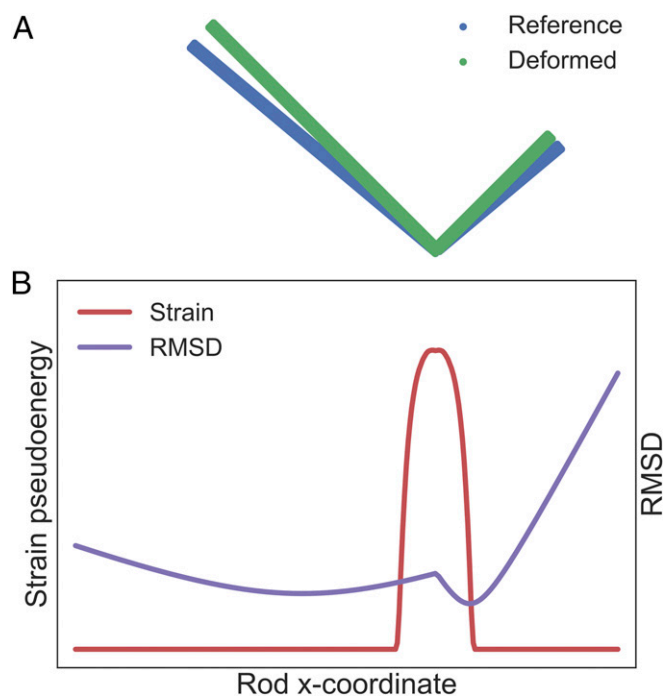 A
Reference
Deformed
B
Strain
RMSD
Strain pseudoenergy
RMSD
Rod x-coordinate